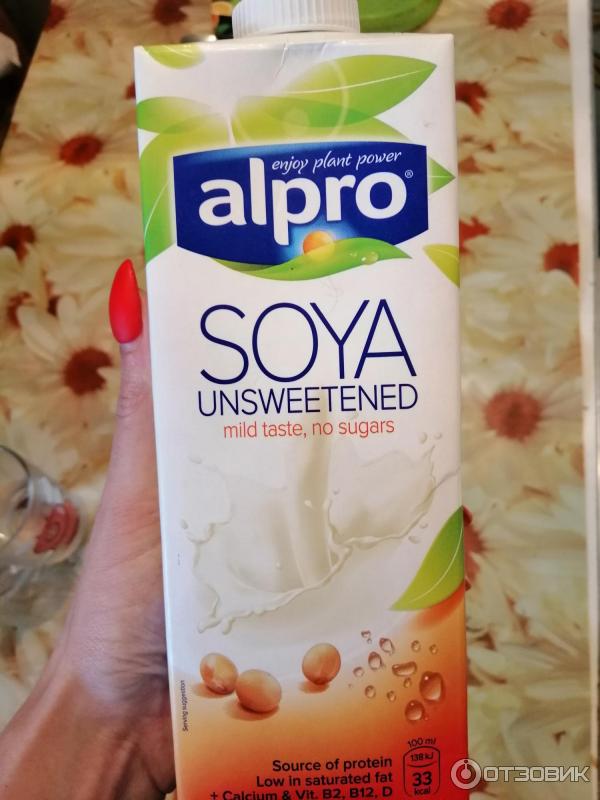 enjoy plant power
alpro®
SOYA
UNSWEETENED
mild taste, no sugars
Serving suggestion
Source of protein
Low in saturated fat
+ Calcium & Vit. B2, B12, D
100 ml
138 kJ
33
kcal
ОТЗОВИК